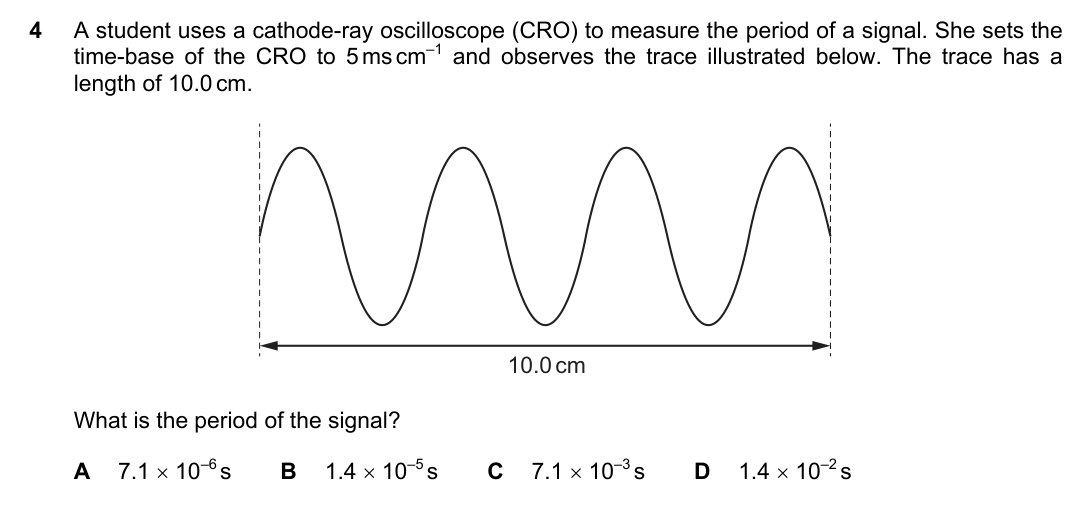 4 A student uses a cathode-ray oscilloscope (CRO) to measure the period of a signal. She sets the
time-base of the CRO to 5 ms cm⁻¹ and observes the trace illustrated below. The trace has a
length of 10.0 cm.
10.0 cm
What is the period of the signal?
A 7.1 × 10⁻⁶ s B 1.4 × 10⁻⁵ s C 7.1 × 10⁻³ s D 1.4 × 10⁻² s